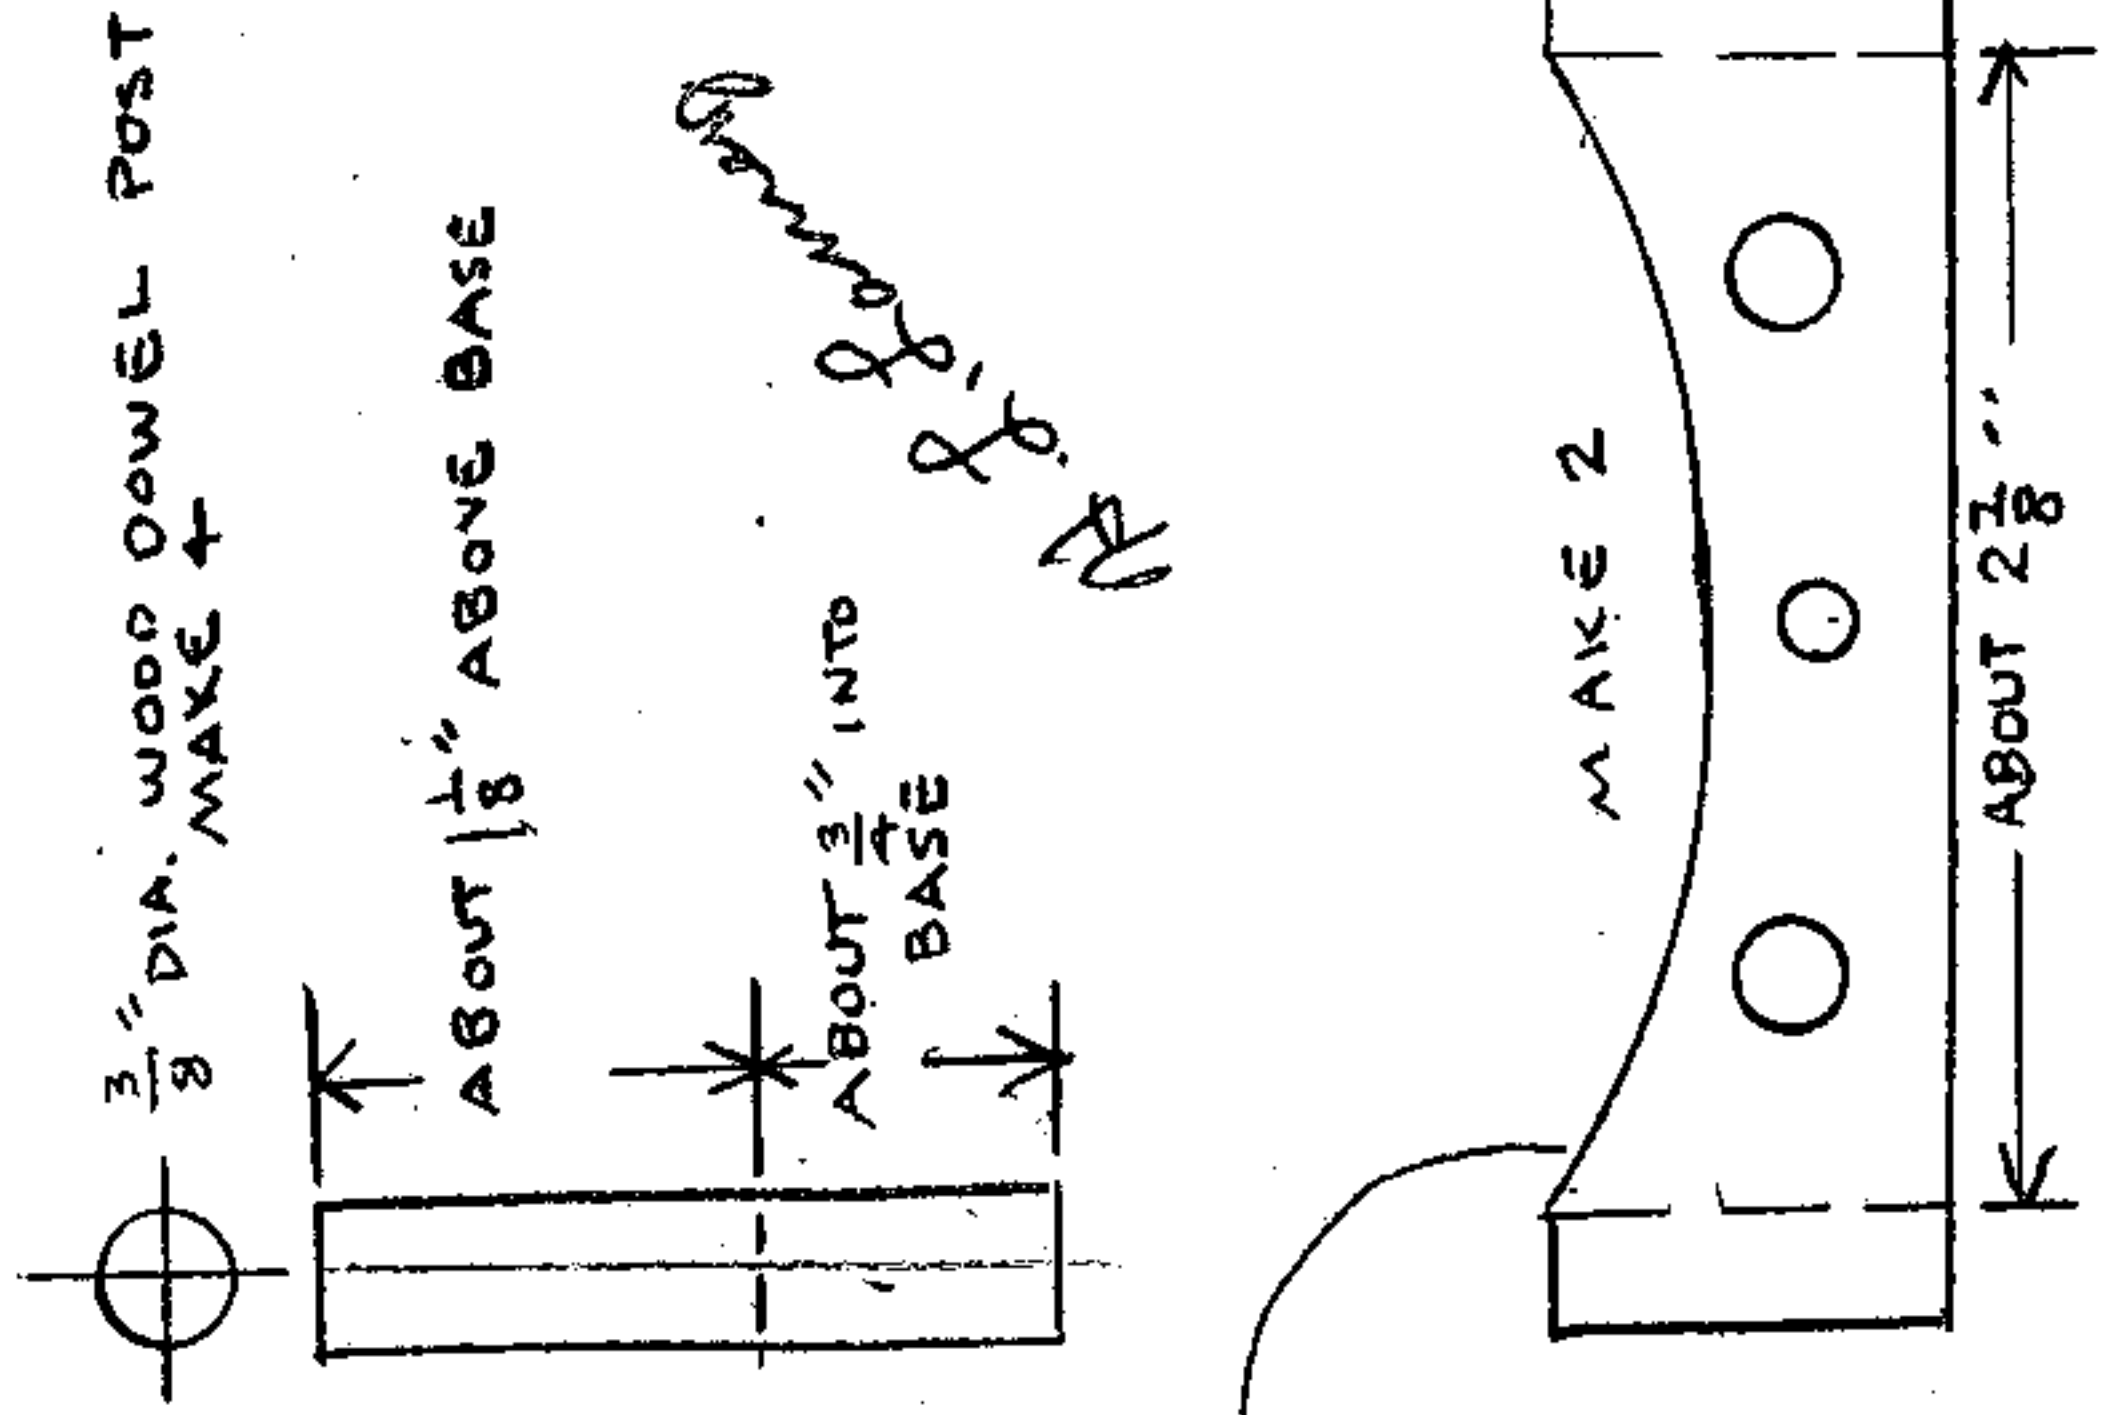 3/8" DIA. WOOD DOWEL POST
MAKE 4
ABOUT 1 1/8" ABOVE BASE
ABOUT 3/4" INTO
BASE
MAKE 2
ABOUT 2 7/8"